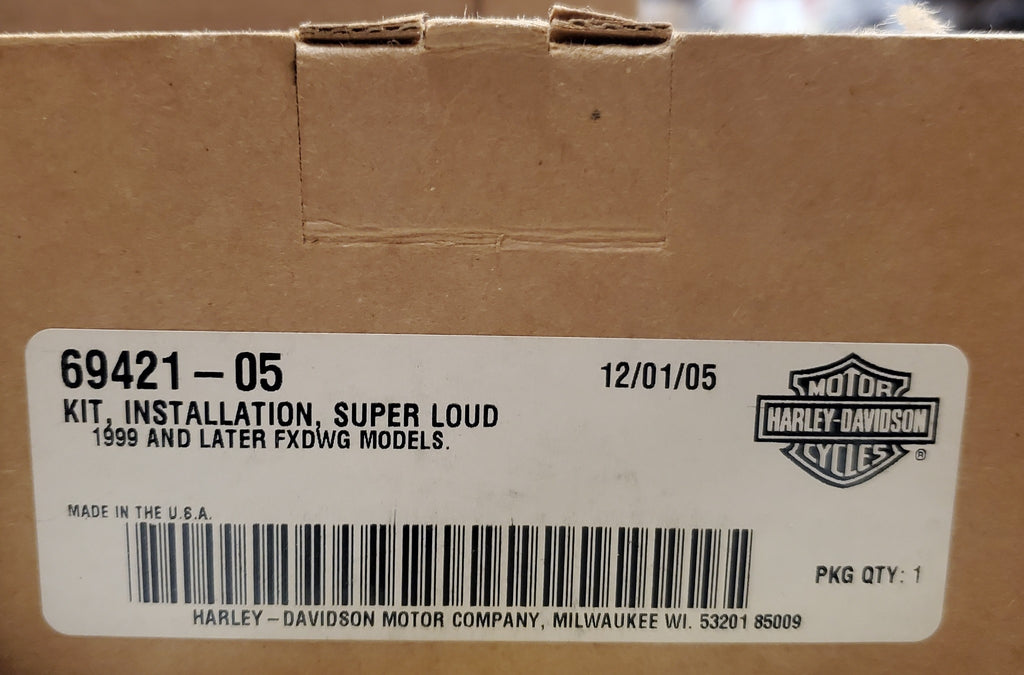 69421-05
12/01/05
KIT, INSTALLATION, SUPER LOUD
1999 AND LATER FXDWG MODELS.
MOTOR
HARLEY-DAVIDSON
CYCLES
®
MADE IN THE U.S.A.
PKG QTY: 1
HARLEY-DAVIDSON MOTOR COMPANY, MILWAUKEE WI. 53201 85009